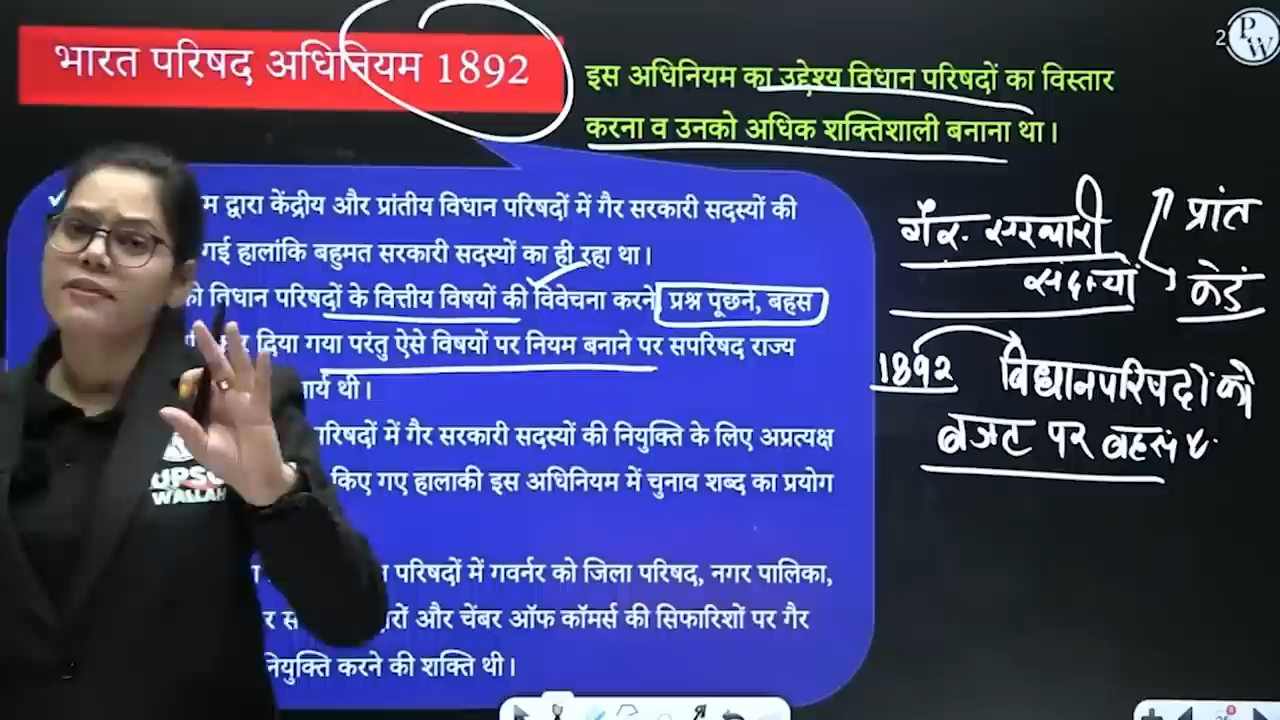 भारत परिषद अधिनियम 1892
2
PW
इस अधिनियम का उद्देश्य विधान परिषदों का विस्तार
करना व उनको अधिक शक्तिशाली बनाना था।
म द्वारा केंद्रीय और प्रांतीय विधान परिषदों में गैर सरकारी सदस्यों की
गई हालांकि बहुमत सरकारी सदस्यों का ही रहा था।
निधान परिषदों के वित्तीय विषयों की विवेचना करने प्रश्न पूछने, बहस
दिया गया परंतु ऐसे विषयों पर नियम बनाने पर सपरिषद राज्य
र्य थी।
रिषदों में गैर सरकारी सदस्यों की नियुक्ति के लिए अप्रत्यक्ष
किए गए हालाकी इस अधिनियम में चुनाव शब्द का प्रयोग
परिषदों में गवर्नर को जिला परिषद, नगर पालिका,
और चेंबर ऑफ कॉमर्स की सिफारिशों पर गैर
नियुक्ति करने की शक्ति थी।
गैर सरकारी
सदस्यों
प्रांत
1892 विधानपरिषदों को
बजट पर बहस
UPSC
WALLAH